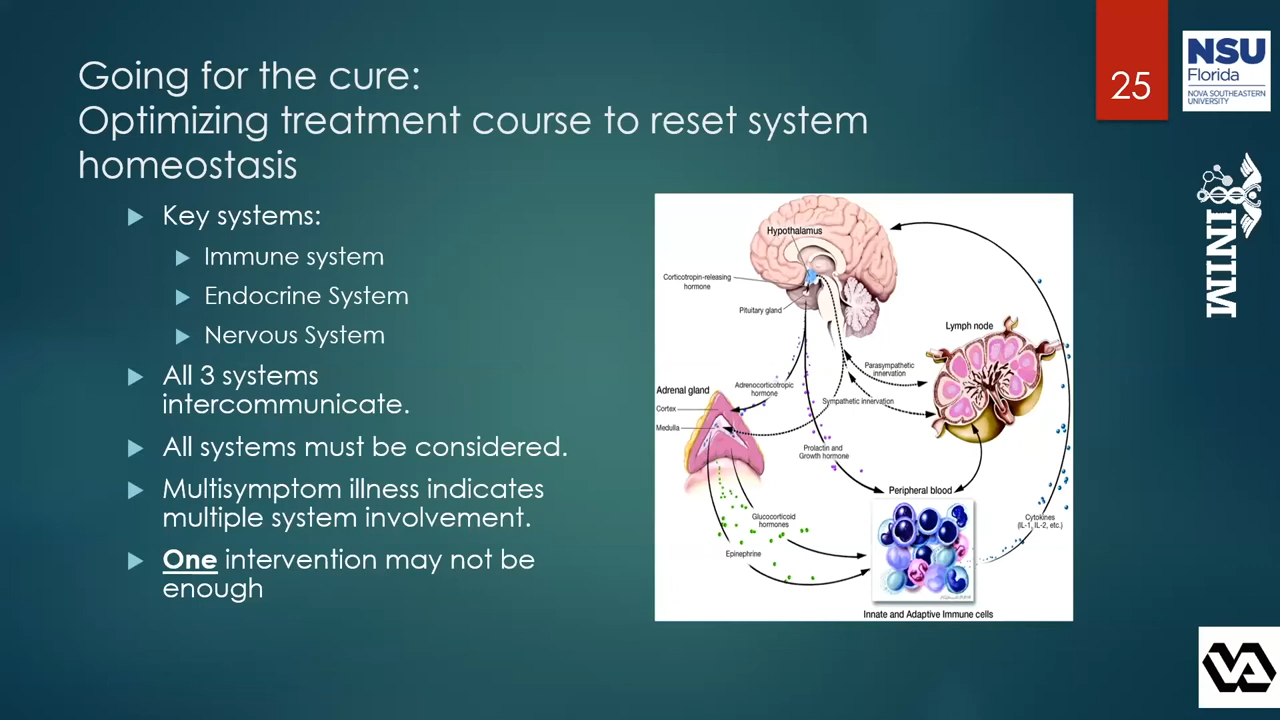 Going for the cure:
Optimizing treatment course to reset system
homeostasis
25
NSU
Florida
NOVA SOUTHEASTERN
UNIVERSITY
INIM
Key systems:
Immune system
Endocrine System
Nervous System
All 3 systems
intercommunicate.
All systems must be considered.
Multisymptom illness indicates
multiple system involvement.
One intervention may not be
enough
Hypothalamus
Corticotropin-releasing
hormone
Pituitary gland
Lymph node
Parasympathetic
innervation
Adrenal gland
Adrenocorticotropic
hormone
Sympathetic innervation
Cortex
Medulla
Prolactin and
Growth hormone
Peripheral blood
Glucocorticoid
hormones
Cytokines
(IL-1, IL-2, etc.)
Epinephrine
Innate and Adaptive Immune cells
VA